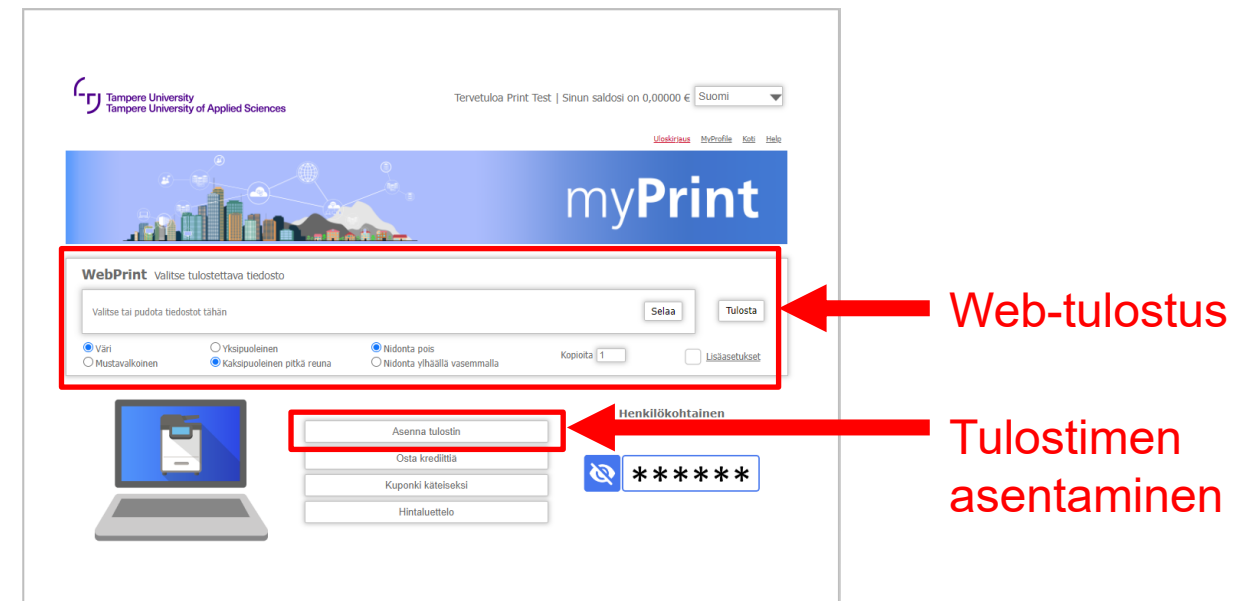 Tampere University
Tampere University of Applied Sciences
Tervetuloa Print Test | Sinun saldosi on 0,00000 € Suomi
Uloskirjaus MyProfile Koti Help
myPrint
WebPrint Valitse tulostettava tiedosto
Valitse tai pudota tiedostot tähän Selaa Tulosta
Väri Yksipuoleinen Nidonta pois Kopioita 1 Lisäasetukset
Mustavalkoinen Kaksipuoleinen pitkä reuna Nidonta ylhäällä vasemmalla
Web-tulostus
Henkilökohtainen
Asenna tulostin
Osta krediittiä
Kuponki käteiseksi
Hintaluettelo
******
Tulostimen
asentaminen